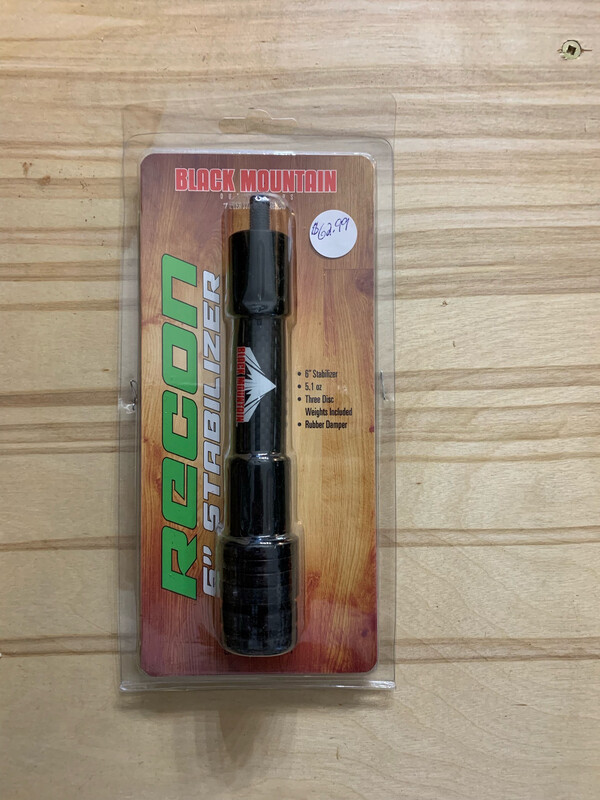 BLACK MOUNTAIN
$62.99
RECON
6" STABILIZER
BLACK MOUNTAIN
• 6" Stabilizer
• 5.1 oz
• Three Disc
Weights Included
• Rubber Damper